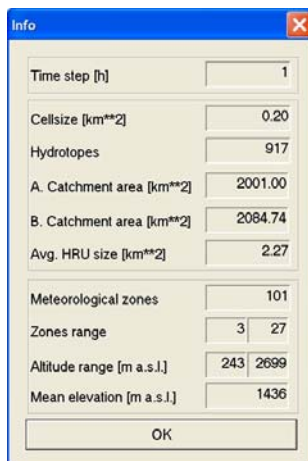 Info
Time step [h] 1
Cellsize [km**2] 0.20
Hydrotopes 917
A. Catchment area [km**2] 2001.00
B. Catchment area [km**2] 2084.74
Avg. HRU size [km**2] 2.27
Meteorological zones 101
Zones range 3 27
Altitude range [m a.s.l.] 243 2699
Mean elevation [m a.s.l.] 1436
OK